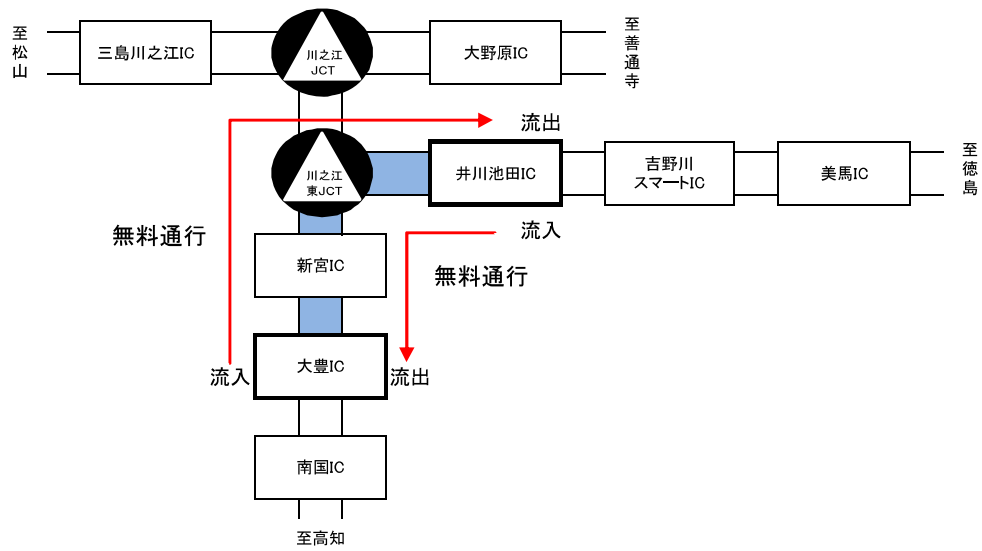 至松山
三島川之江IC
川之江
JCT
大野原IC
至善通寺
流出
川之江
東JCT
井川池田IC
吉野川
スマートIC
美馬IC
至徳島
流入
無料通行
無料通行
新宮IC
流入
大豊IC
流出
南国IC
至高知